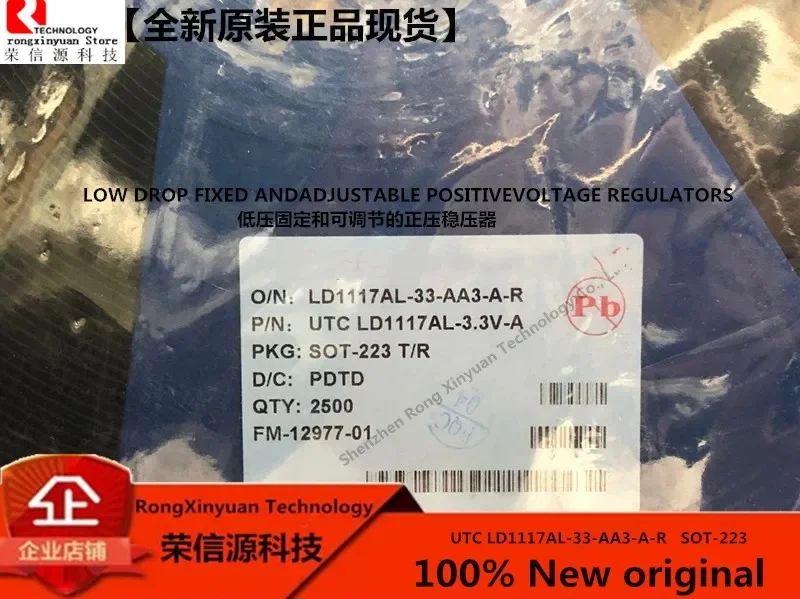 TECHNOLOGY
rongxinyuan Store
荣信源科技
【全新原装正品现货】
LOW DROP FIXED ANDADJUSTABLE POSITIVEVOLTAGE REGULATORS
低压固定和可调节的正压稳压器
O/N: LD1117AL-33-AA3-A-R
P/N: UTC LD1117AL-3.3V-A
PKG: SOT-223 T/R
D/C: PDTD
QTY: 2500
FM-12977-01
Pb
PQC
04
Shenzhen Rong Xinyuan Technology Co., L
企
企业店铺
RongXinyuan Technology
荣信源科技
UTC LD1117AL-33-AA3-A-R SOT-223
100% New original